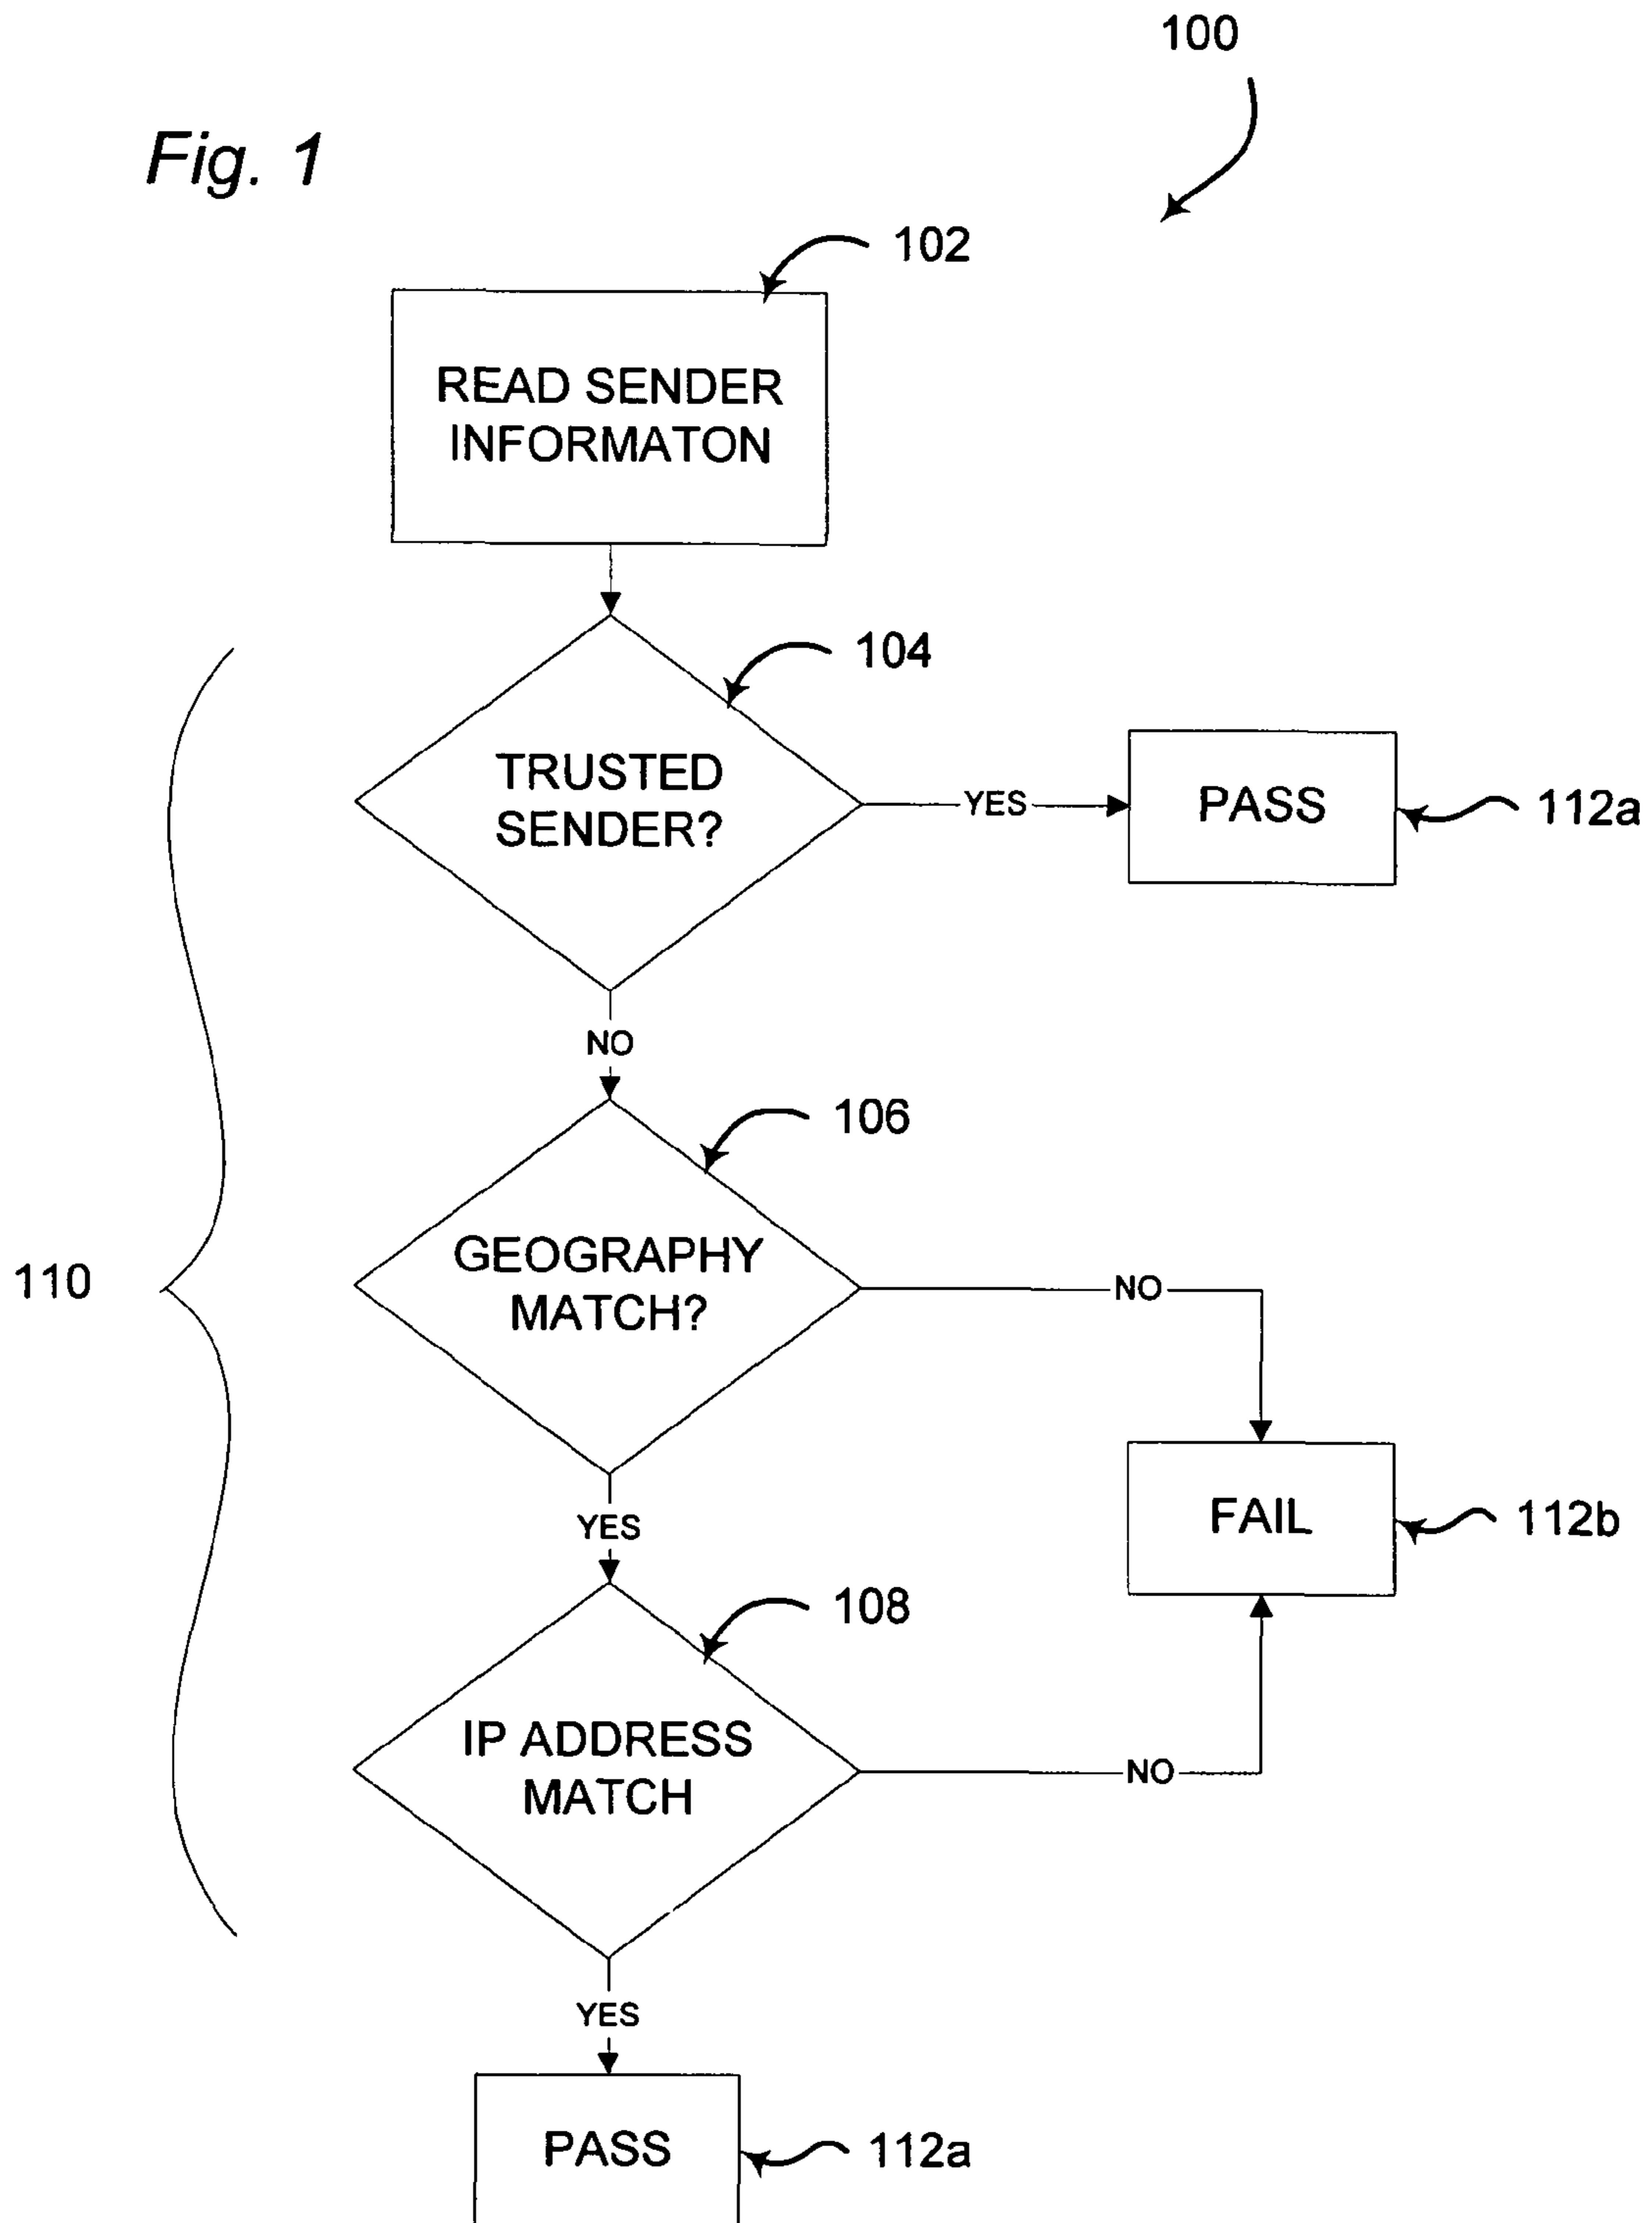 100
Fig. 1
102
READ SENDER
INFORMATON
104
TRUSTED
SENDER?
YES
PASS
112a
NO
106
GEOGRAPHY
MATCH?
110
NO
FAIL
112b
YES
108
IP ADDRESS
MATCH
NO
YES
PASS
112a